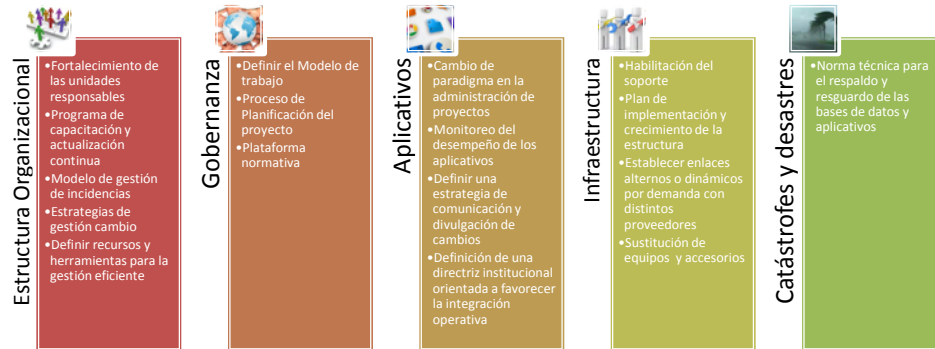 Estructura Organizacional
•Fortalecimiento de
las unidades
responsables
•Programa de
capacitación y
actualización
continua
•Modelo de gestión
de incidencias
•Estrategias de
gestión cambio
•Definir recursos y
herramientas para la
gestión eficiente
Gobernanza
•Definir el Modelo de
trabajo
•Proceso de
Planificación del
proyecto
•Plataforma
normativa
Aplicativos
•Cambio de
paradigma en la
administración de
proyectos
•Monitoreo del
desempeño de los
aplicativos
•Definir una
estrategia de
comunicación y
divulgación de
cambios
•Definición de una
directriz institucional
orientada a favorecer
la integración
operativa
Infraestructura
•Habilitación del
soporte
•Plan de
implementación y
crecimiento de la
estructura
•Establecer enlaces
alternos o dinámicos
por demanda con
distintos
proveedores
•Sustitución de
equipos y accesorios
Catástrofes y desastres
•Norma técnica para
el respaldo y
resguardo de las
bases de datos y
aplicativos